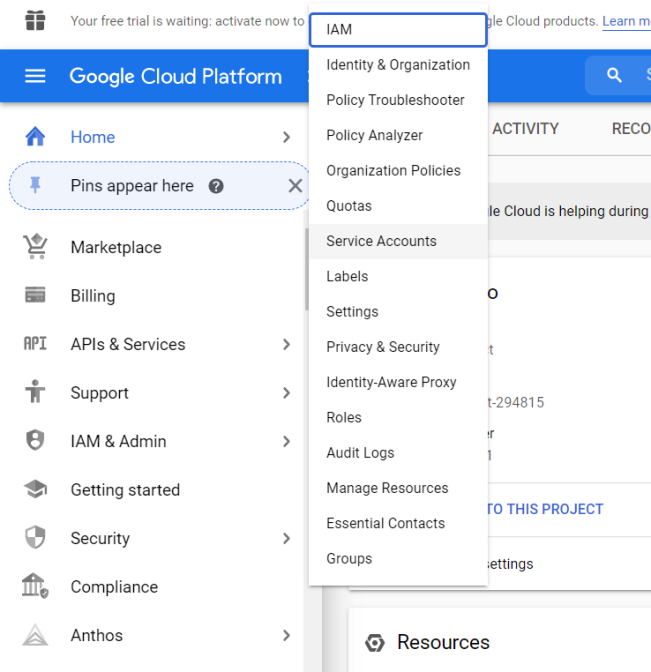 Your free trial is waiting: activate now to
gle Cloud products. Learn m
Google Cloud Platform
Home
Pins appear here
Marketplace
Billing
API APIs & Services
Support
IAM & Admin
Getting started
Security
Compliance
Anthos
IAM
Identity & Organization
Policy Troubleshooter
Policy Analyzer
Organization Policies
Quotas
Service Accounts
Labels
Settings
Privacy & Security
Identity-Aware Proxy
Roles
Audit Logs
Manage Resources
Essential Contacts
Groups
ACTIVITY
RECO
le Cloud is helping during
o
t
t-294815
er
1
TO THIS PROJECT
settings
Resources